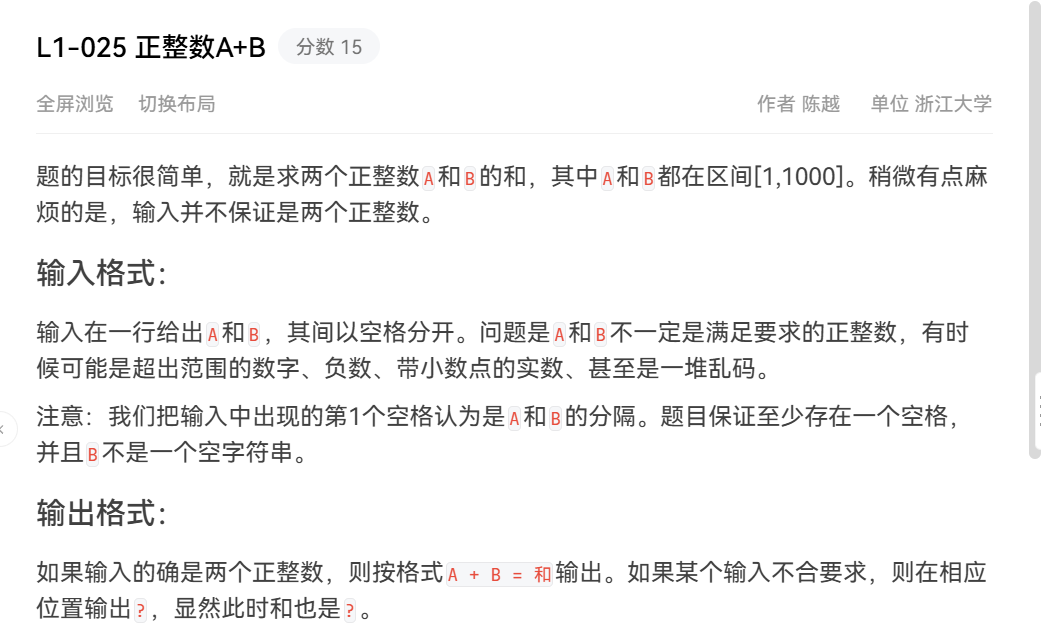 L1-025 正整数A+B 分数 15
全屏浏览 切换布局 作者 陈越 单位 浙江大学
题的目标很简单，就是求两个正整数A和B的和，其中A和B都在区间[1,1000]。稍微有点麻
烦的是，输入并不保证是两个正整数。
输入格式：
输入在一行给出A和B，其间以空格分开。问题是A和B不一定是满足要求的正整数，有时
候可能是超出范围的数字、负数、带小数点的实数、甚至是一堆乱码。
注意：我们把输入中出现的第1个空格认为是A和B的分隔。题目保证至少存在一个空格，
并且B不是一个空字符串。
输出格式：
如果输入的确是两个正整数，则按格式A + B = 和输出。如果某个输入不合要求，则在相应
位置输出?，显然此时和也是?。